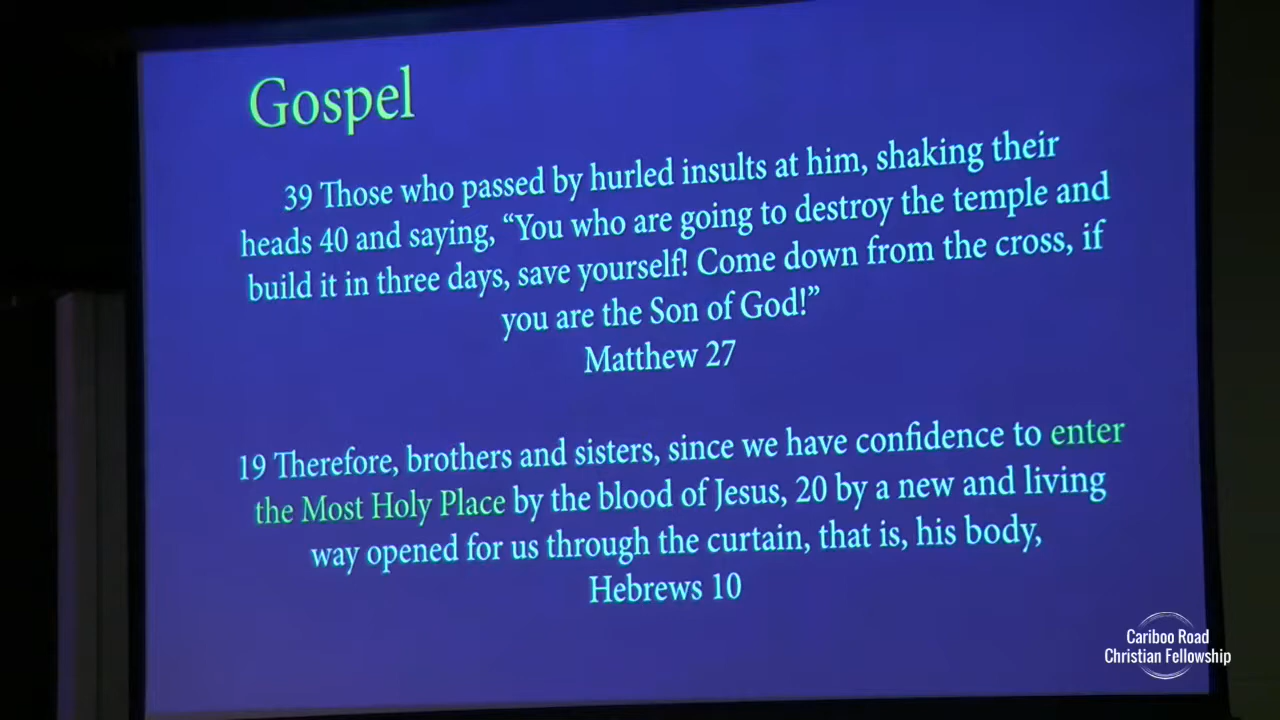 Gospel
39 Those who passed by hurled insults at him, shaking their
heads 40 and saying, “You who are going to destroy the temple and
build it in three days, save yourself! Come down from the cross, if
you are the Son of God!”
Matthew 27
19 Therefore, brothers and sisters, since we have confidence to enter
the Most Holy Place by the blood of Jesus, 20 by a new and living
way opened for us through the curtain, that is, his body,
Hebrews 10
Cariboo Road
Christian Fellowship